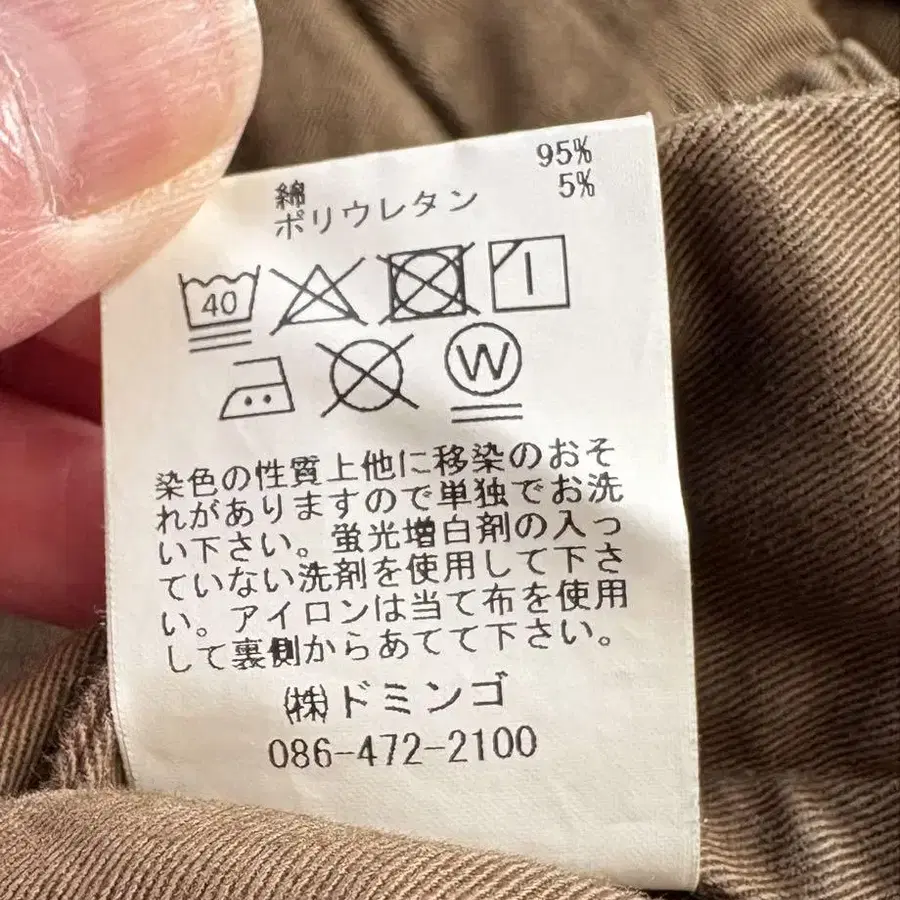 綿 95%
ポリウレタン 5%
40
W
染色の性質上他に移染のおそ
れがありますので単独でお洗
い下さい。蛍光増白剤の入っ
ていない洗剤を使用して下さ
い。アイロンは当て布を使用
して裏側からあてて下さい。
㈱ドミンゴ
086-472-2100